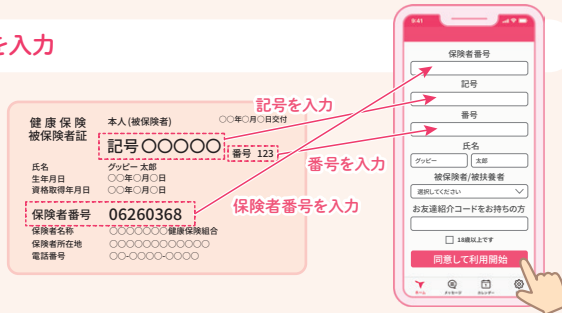 を入力
健康保険
被保険者証
本人(被保険者)
○○年○月○日交付
記号○○○○○
番号 123
氏名
グッピー 太郎
生年月日
○○年○月○日
資格取得年月日
○○年○月○日
保険者番号 06260368
保険者名称
○○○○○○○健康保険組合
保険者所在地
○○○○○○○○○○○○
電話番号
○○-○○○○-○○○○
記号を入力
番号を入力
保険者番号を入力
9:41
保険者番号
記号
番号
氏名
グッピー
太郎
被保険者/被扶養者
選択してください
お友達紹介コードをお持ちの方
18歳以上です
同意して利用開始
ホーム
メッセージ
カレンダー